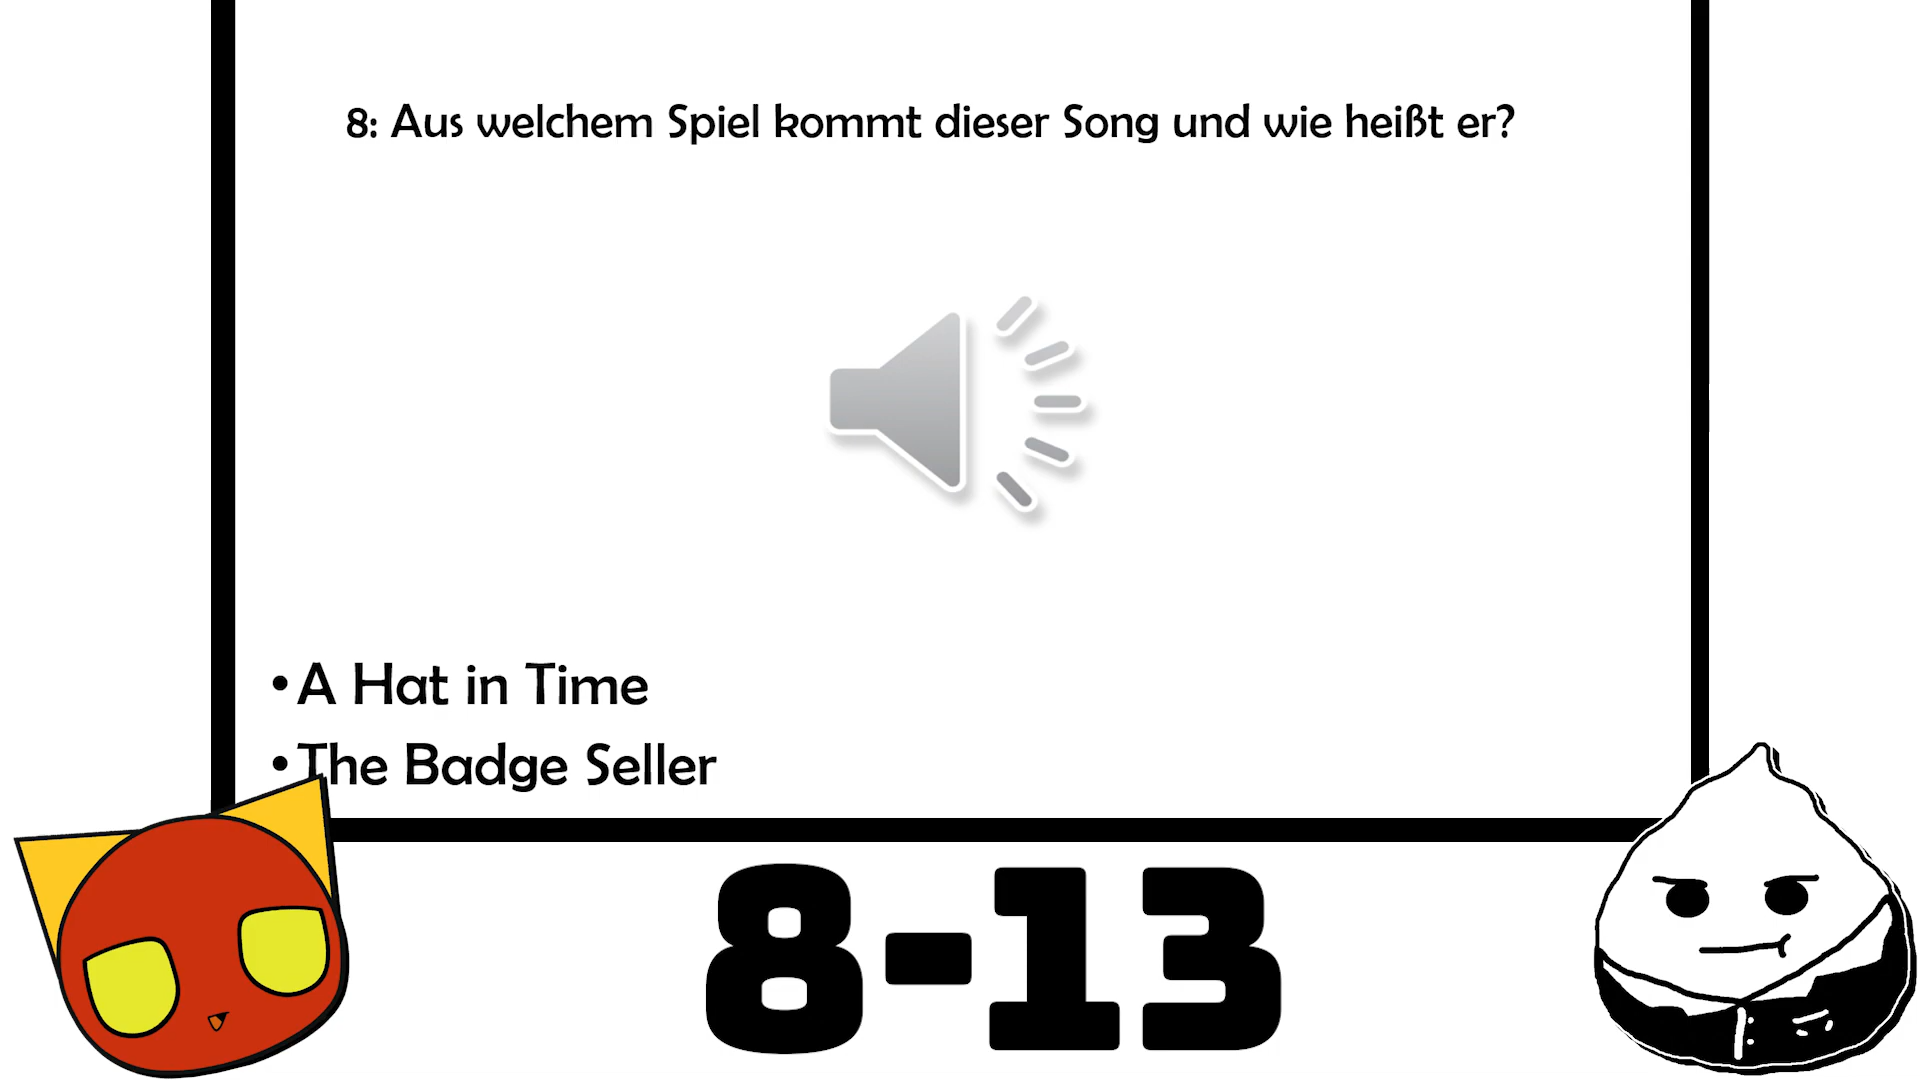 8: Aus welchem Spiel kommt dieser Song und wie heißt er?
•A Hat in Time
•The Badge Seller
8-13